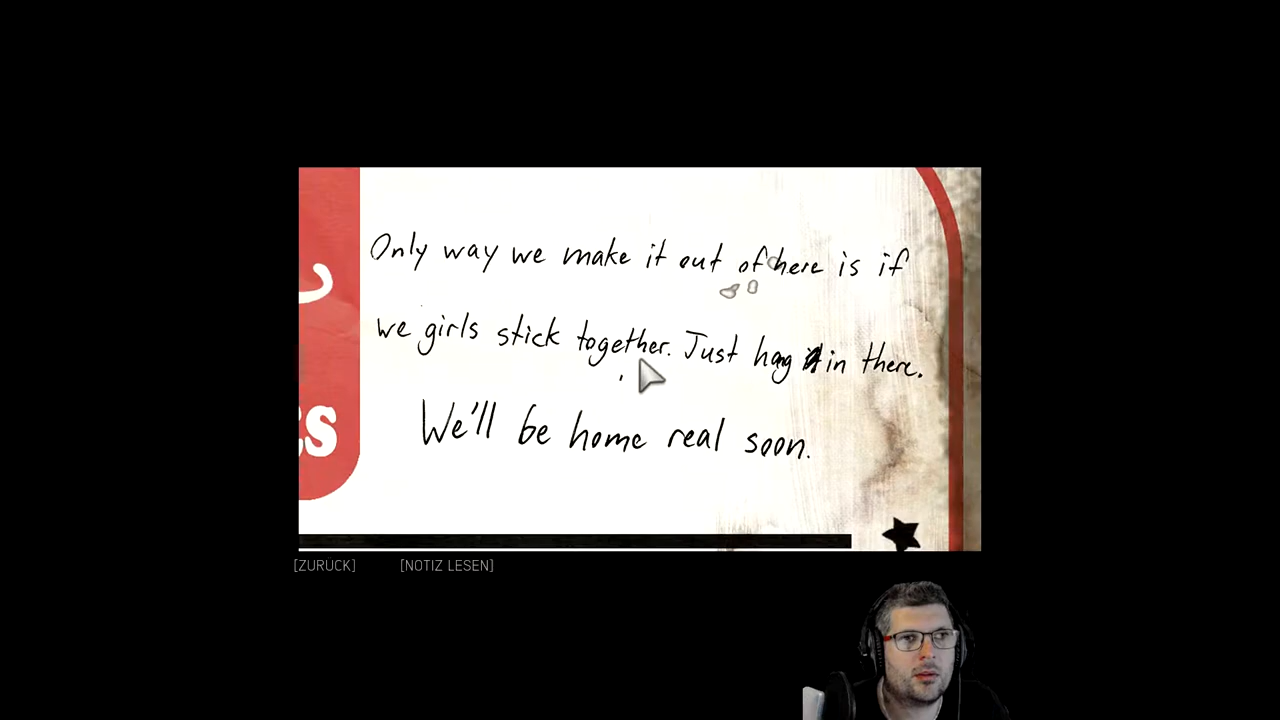 Only way we make it out of here is if
we girls stick together. Just hang in there.
We'll be home real soon.
[ZURÜCK] [NOTIZ LESEN]